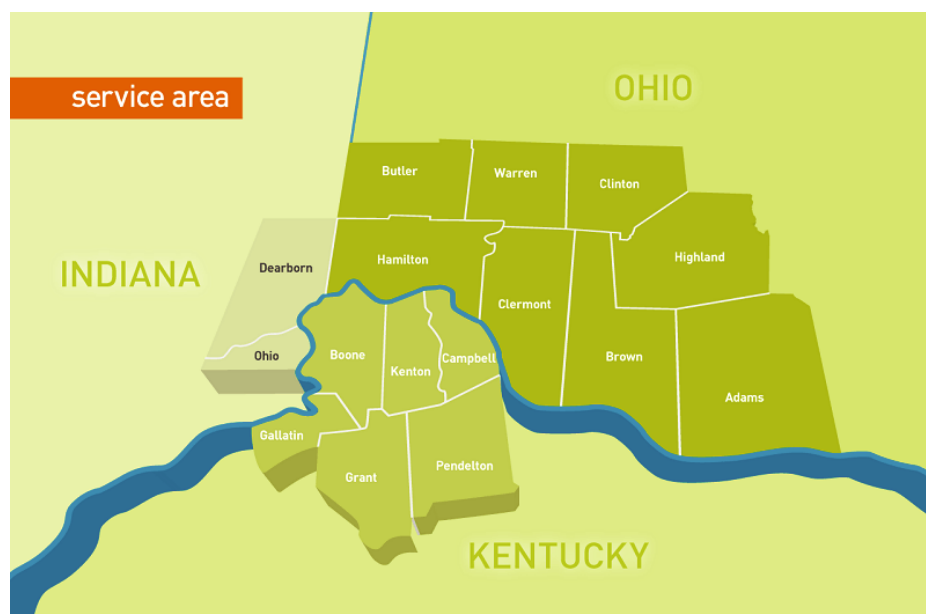 OHIO
service area
Butler
Warren
Clinton
INDIANA
Dearborn
Hamilton
Highland
Clermont
Ohio
Boone
Kenton
Campbell
Brown
Adams
Gallatin
Grant
Pendelton
KENTUCKY